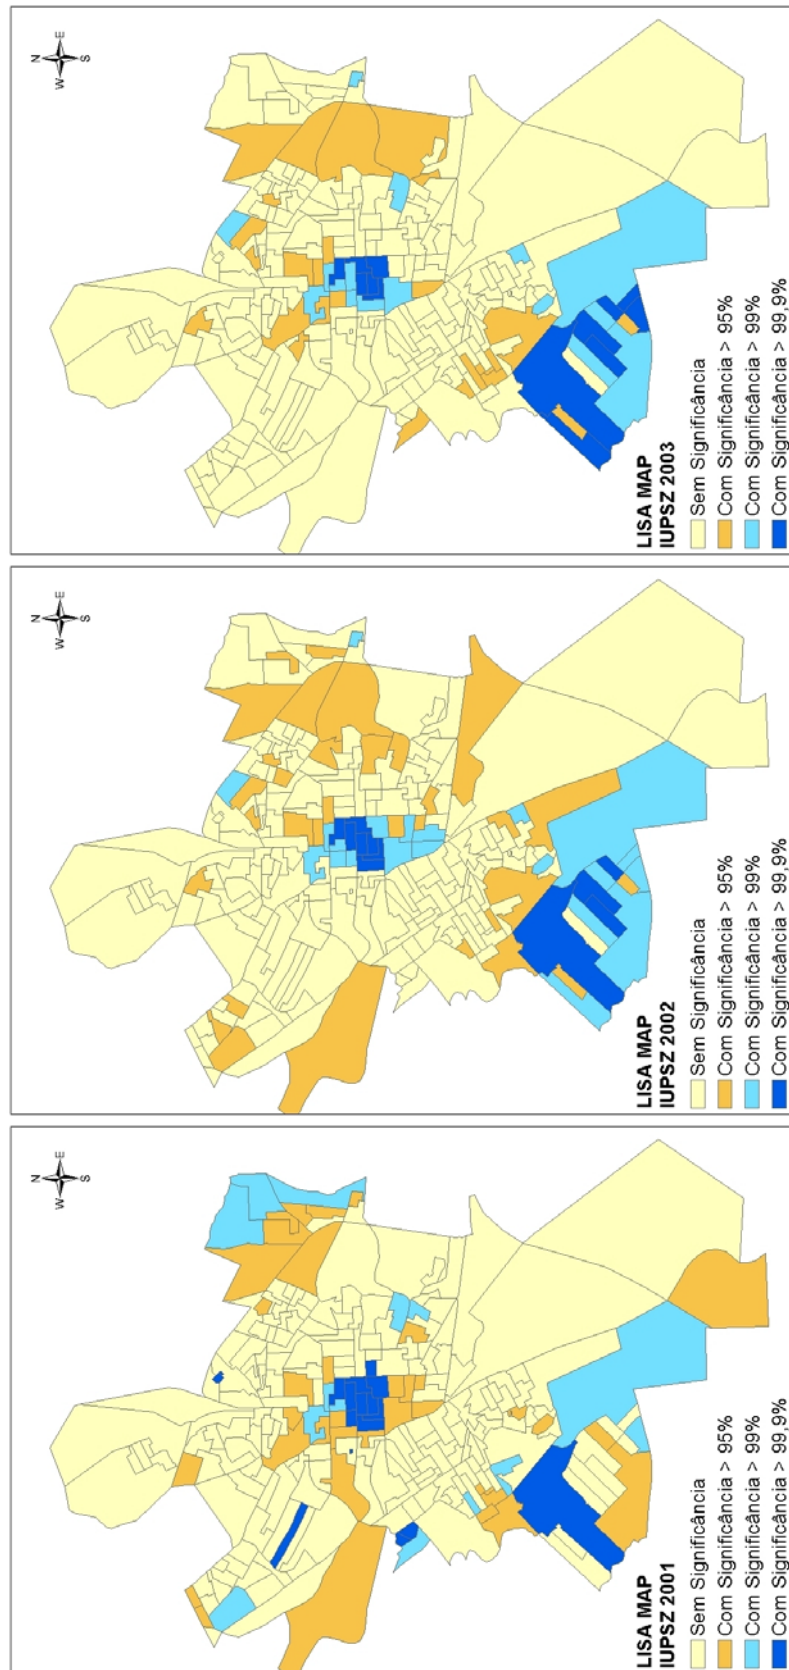 N
W
E
S
LISA MAP
IUPSZ 2003
Sem Significância
Com Significância > 95%
Com Significância > 99%
Com Significância > 99,9%
N
W
E
S
LISA MAP
IUPSZ 2002
Sem Significância
Com Significância > 95%
Com Significância > 99%
Com Significância > 99,9%
N
W
E
S
LISA MAP
IUPSZ 2001
Sem Significância
Com Significância > 95%
Com Significância > 99%
Com Significância > 99,9%